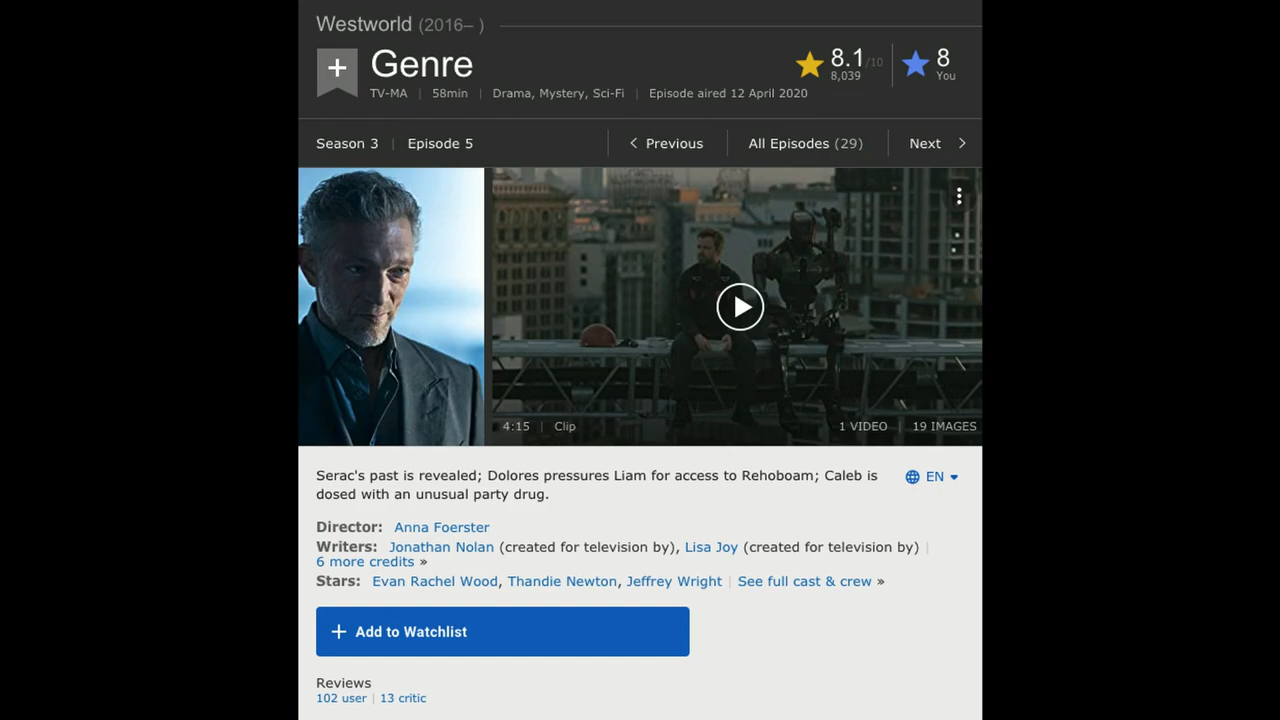 Westworld (2016– )
+ Genre
8.1/10
8,039
8
You
TV-MA | 58min | Drama, Mystery, Sci-Fi | Episode aired 12 April 2020
Season 3 | Episode 5
Previous
All Episodes (29)
Next
4:15 | Clip
1 VIDEO | 19 IMAGES
Serac's past is revealed; Dolores pressures Liam for access to Rehoboam; Caleb is
dosed with an unusual party drug.
EN
Director: Anna Foerster
Writers: Jonathan Nolan (created for television by), Lisa Joy (created for television by) |
6 more credits »
Stars: Evan Rachel Wood, Thandie Newton, Jeffrey Wright | See full cast & crew »
+ Add to Watchlist
Reviews
102 user | 13 critic